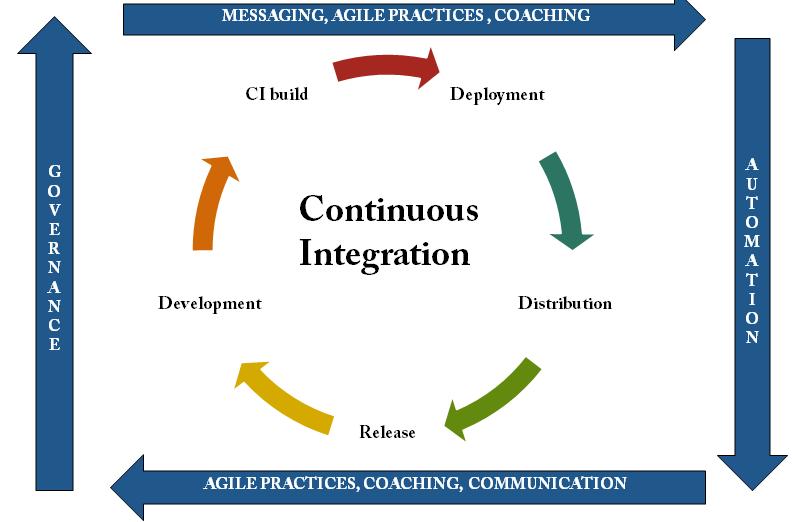 MESSAGING, AGILE PRACTICES , COACHING
CI build
Deployment
GOVERNANCE
AUTOMATION
Continuous
Integration
Development
Distribution
Release
AGILE PRACTICES, COACHING, COMMUNICATION